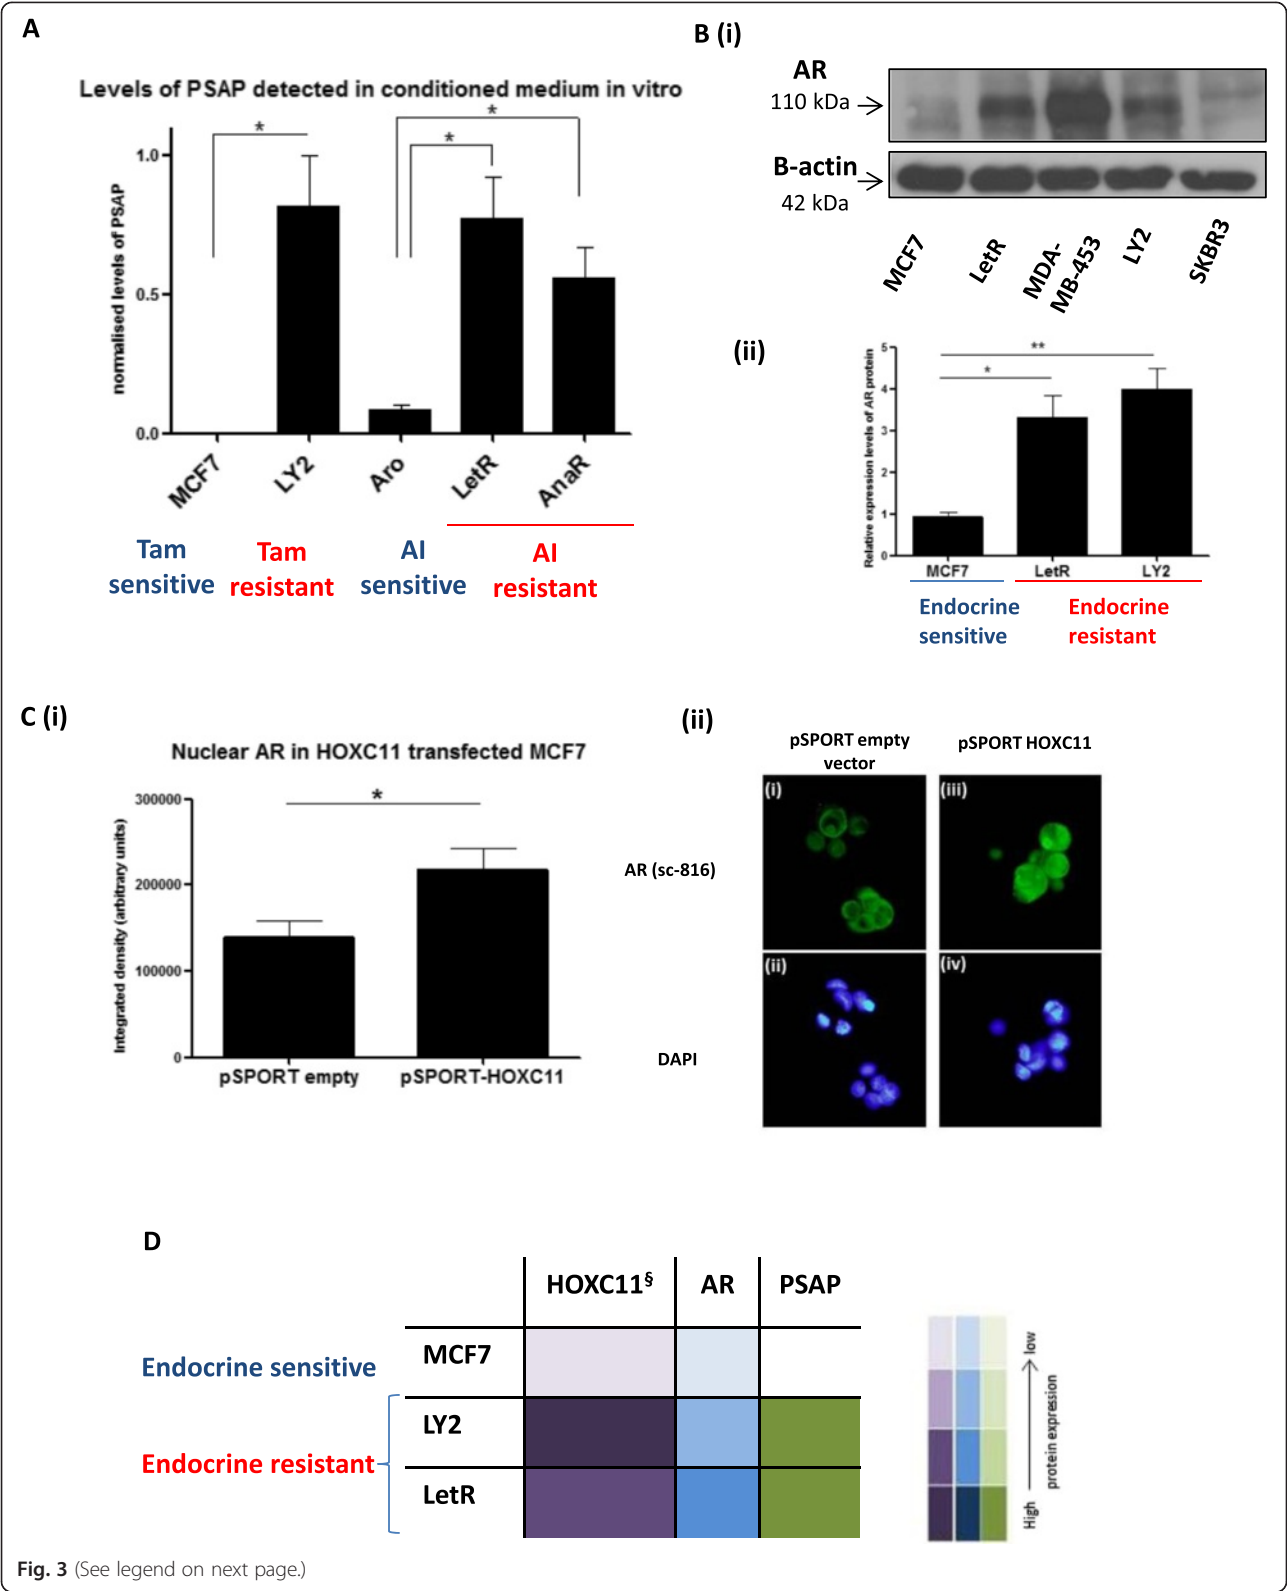 A
Levels of PSAP detected in conditioned medium in vitro
normalised levels of PSAP
1.0
0.5
0.0
*
*
*
MCF7
LY2
Aro
LetR
AnaR
Tam
sensitive
Tam
resistant
AI
sensitive
AI
resistant
B (i)
AR
110 kDa
B-actin
42 kDa
MCF7
LetR
MDA-
MB-453
LY2
SKBR3
(ii)
Relative expression levels of AR protein
5
4
3
2
1
0
**
*
MCF7
LetR
LY2
Endocrine
sensitive
Endocrine
resistant
C (i)
Nuclear AR in HOXC11 transfected MCF7
Integrated density (arbitrary units)
300000
200000
100000
0
*
pSPORT empty
pSPORT-HOXC11
(ii)
pSPORT empty
vector
pSPORT HOXC11
AR (sc-816)
DAPI
(i)
(iii)
(ii)
(iv)
D
HOXC11§ AR PSAP
Endocrine sensitive
MCF7
Endocrine resistant
LY2
LetR
low
protein expression
High
Fig. 3 (See legend on next page.)